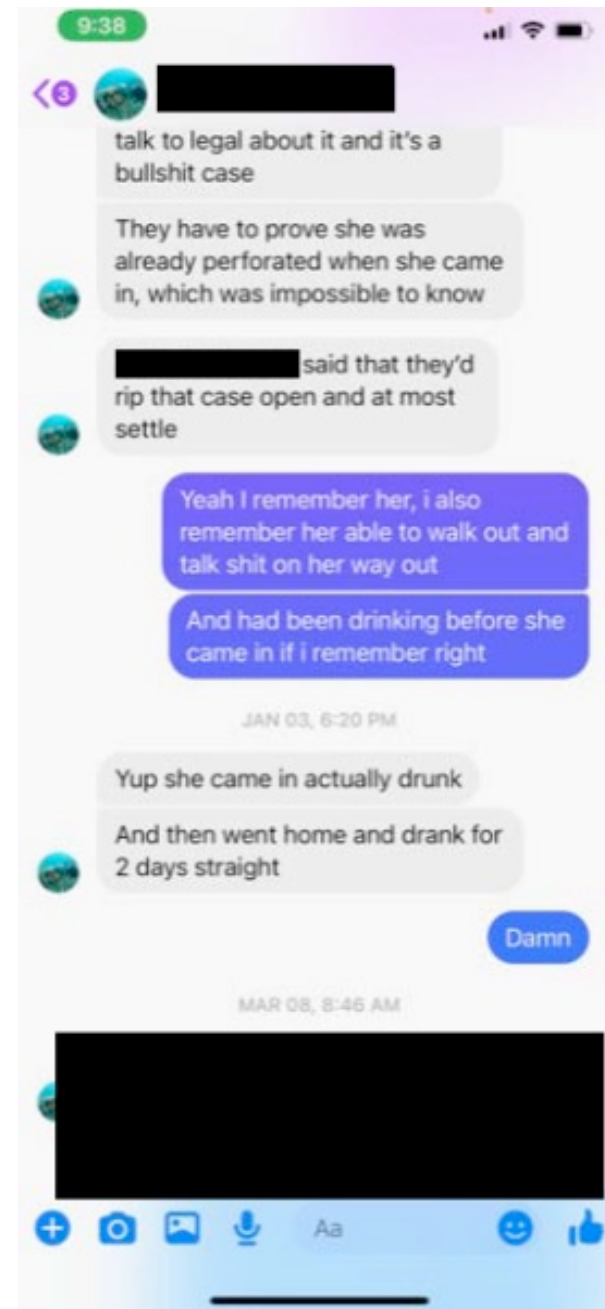 9:38
3
talk to legal about it and it's a
bullshit case
They have to prove she was
already perforated when she came
in, which was impossible to know
said that they'd
rip that case open and at most
settle
Yeah I remember her, i also
remember her able to walk out and
talk shit on her way out
And had been drinking before she
came in if i remember right
JAN 03, 6:20 PM
Yup she came in actually drunk
And then went home and drank for
2 days straight
Damn
MAR 08, 8:46 AM
Aa